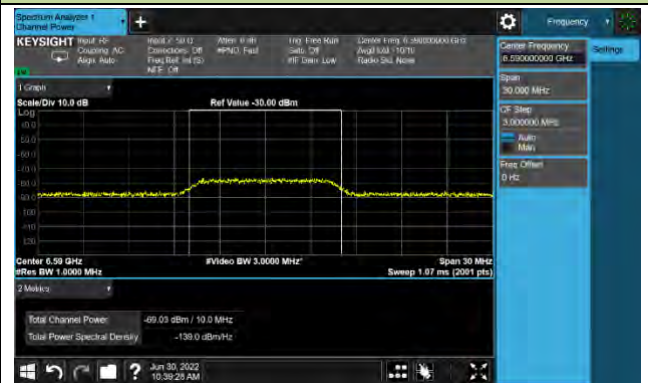 Spectrum Analyzer 1
Channel Power
Frequency
KEYSIGHT
Input: RF
Coupling: AC
Align: Auto
Input Z: 50 Ω
Corrections: Off
Freq Ref: Int (S)
NFE: Off
Atten: 0 dB
#PNO: Fast
Trig: Free Run
Gate: Off
#IF Gain: Low
Center Freq: 6.590000000 GHz
Avg|Hold: 10/10
Radio Std: None
Center Frequency
6.590000000 GHz
Settings
Span
30.000 MHz
CF Step
3.000000 MHz
Auto
Man
Freq Offset
0 Hz
1 Graph
Scale/Div 10.0 dB
Ref Value -30.00 dBm
Log
Center 6.59 GHz
#Video BW 3.0000 MHz*
Span 30 MHz
#Res BW 1.0000 MHz
Sweep 1.07 ms (2001 pts)
2 Metrics
Total Channel Power
-69.03 dBm / 10.0 MHz
Total Power Spectral Density
-139.0 dBm/Hz
?
Jun 30, 2022
10:39:28 AM